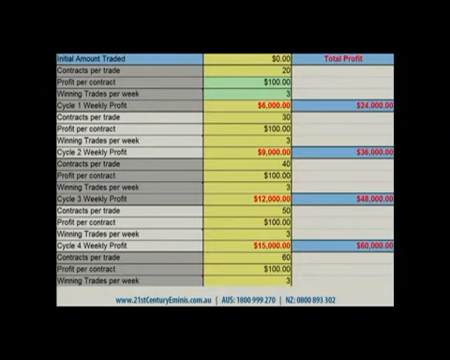 Initial Amount Traded $0.00 Total Profit
Contracts per trade 20
Profit per contract $100.00
Winning Trades per week 3
Cycle 1 Weekly Profit $6,000.00 $24,000.00
Contracts per trade 30
Profit per contract $100.00
Winning Trades per week 3
Cycle 2 Weekly Profit $9,000.00 $36,000.00
Contracts per trade 40
Profit per contract $100.00
Winning Trades per week 3
Cycle 3 Weekly Profit $12,000.00 $48,000.00
Contracts per trade 50
Profit per contract $100.00
Winning Trades per week 3
Cycle 4 Weekly Profit $15,000.00 $60,000.00
Contracts per trade 60
Profit per contract $100.00
Winning Trades per week 3
www.21stCenturyEminis.com.au | AUS: 1800 999 270 | NZ: 0800 893 302